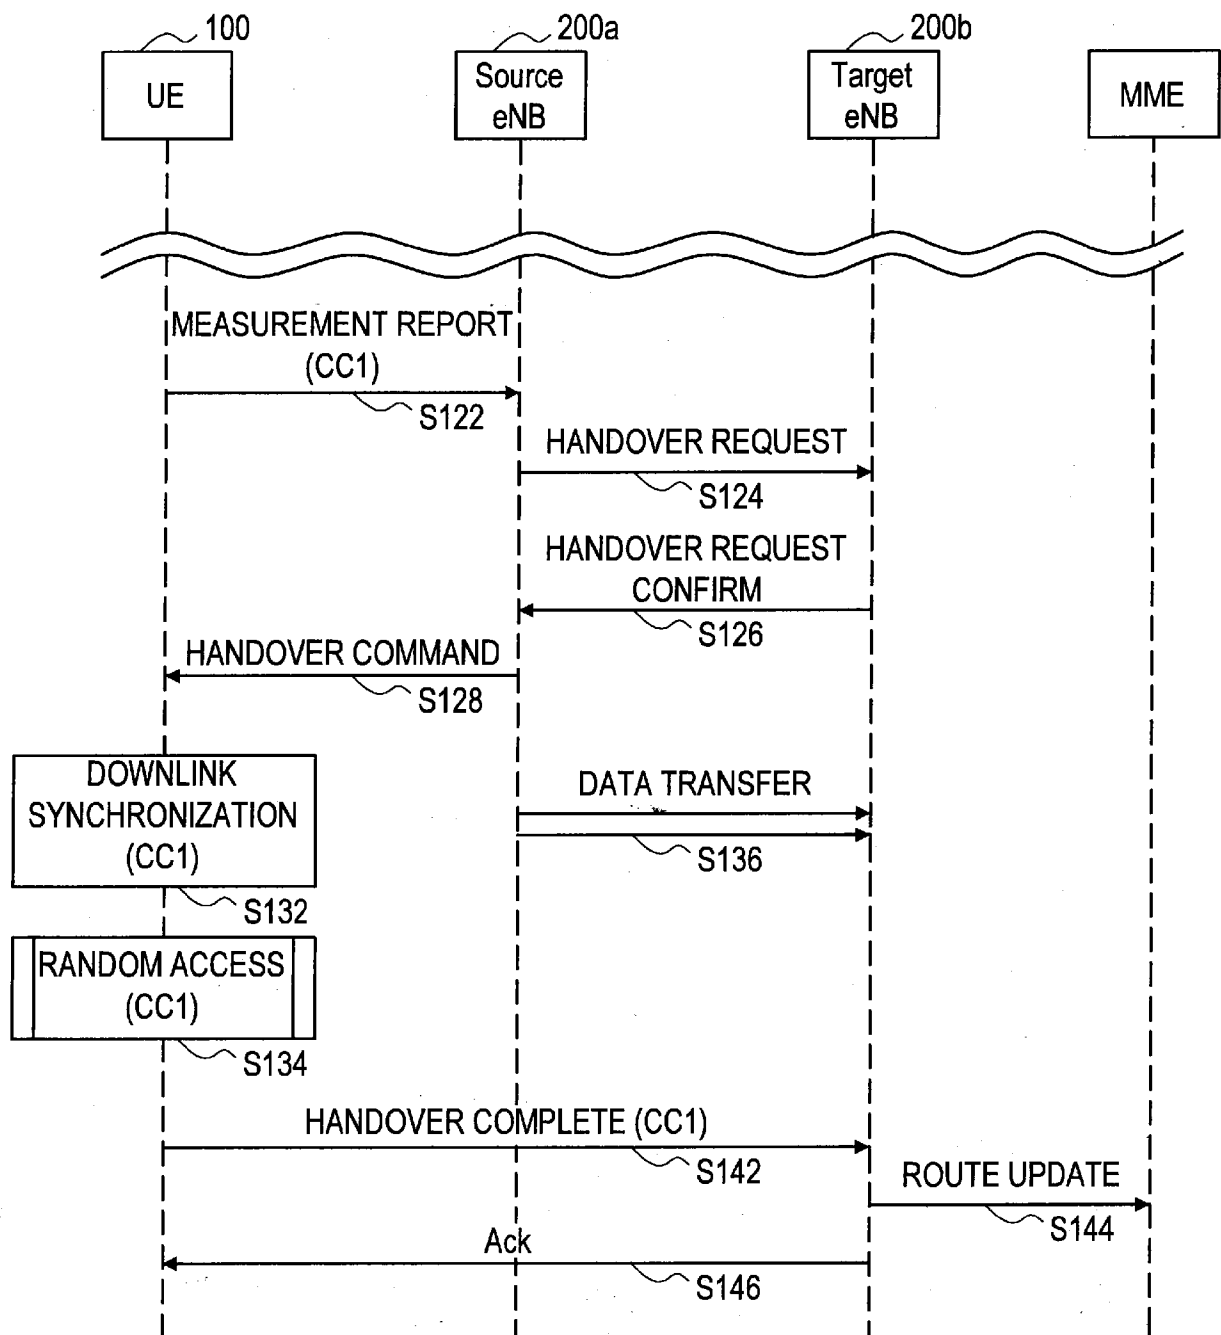 100
200a
200b
UE
Source
eNB
Target
eNB
MME
MEASUREMENT REPORT
(CC1)
S122
HANDOVER REQUEST
S124
HANDOVER REQUEST
CONFIRM
S126
HANDOVER COMMAND
S128
DOWNLINK
SYNCHRONIZATION
(CC1)
S132
DATA TRANSFER
S136
RANDOM ACCESS
(CC1)
S134
HANDOVER COMPLETE (CC1)
S142
ROUTE UPDATE
S144
Ack
S146